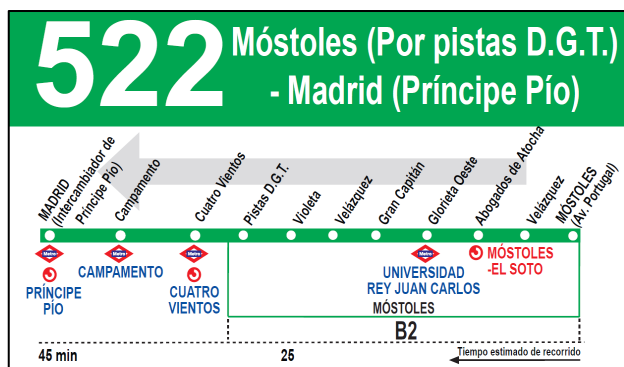 522
Móstoles (Por pistas D.G.T.)
- Madrid (Príncipe Pío)
MADRID
(Intercambiador de
Príncipe Pío)
Campamento
Cuatro Vientos
Pistas D.G.T.
Violeta
Velázquez
Gran Capitán
Glorieta Oeste
Abogados de Atocha
Velázquez
MÓSTOLES
(Av. Portugal)
Metro
Metro
Metro
Metro
PRÍNCIPE
PÍO
CAMPAMENTO
CUATRO
VIENTOS
UNIVERSIDAD
REY JUAN CARLOS
MÓSTOLES
-EL SOTO
MÓSTOLES
B2
45 min
25
Tiempo estimado de recorrido